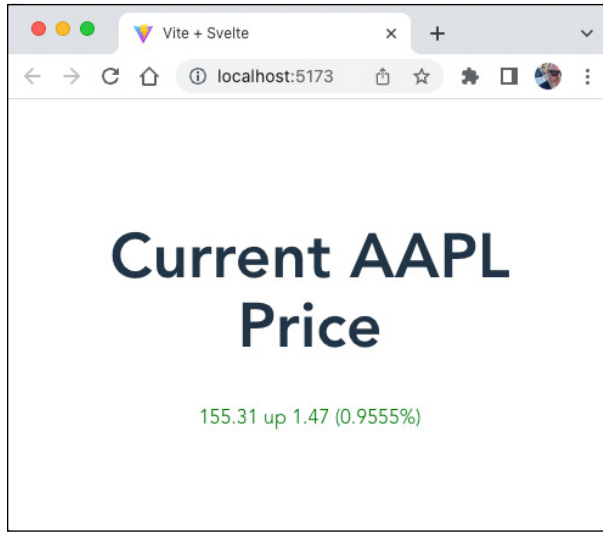 Vite + Svelte
localhost:5173
Current AAPL
Price
155.31 up 1.47 (0.9555%)